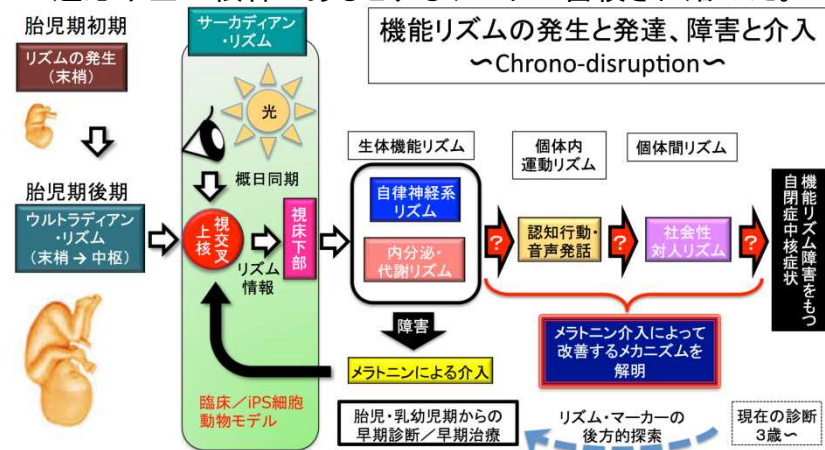 機能リズムの発生と発達、障害と介入
〜Chrono-disruption〜
胎児期初期
リズムの発生
（末梢）
胎児期後期
ウルトラディアン
・リズム
（末梢→中枢）
サーカディアン
・リズム
光
概日同期
視交叉
上核
リズム
情報
視床下部
臨床／iPS細胞
動物モデル
生体機能リズム
自律神経系
リズム
内分泌・
代謝リズム
障害
メラトニンによる介入
個体内
運動リズム
個体間リズム
?
認知行動・
音声発話
?
社会性
対人リズム
?
機能リズム障害をもつ
自閉症中核症状
メラトニン介入によって
改善するメカニズムを
解明
胎児・乳幼児期からの
早期診断／早期治療
リズム・マーカーの
後方的探索
現在の診断
3歳〜